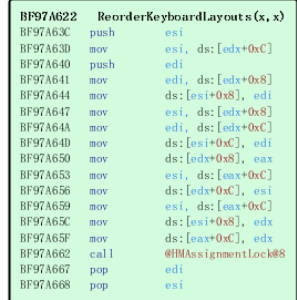 BF97A622 ReorderKeyboardLayouts(x,x)
BF97A63C push esi
BF97A63D mov esi, ds:[edx+0xC]
BF97A640 push edi
BF97A641 mov edi, ds:[edx+0x8]
BF97A644 mov ds:[esi+0x8], edi
BF97A647 mov esi, ds:[edx+0x8]
BF97A64A mov edi, ds:[edx+0xC]
BF97A64D mov ds:[esi+0xC], edi
BF97A650 mov ds:[edx+0x8], eax
BF97A653 mov esi, ds:[eax+0xC]
BF97A656 mov ds:[edx+0xC], esi
BF97A659 mov esi, ds:[eax+0xC]
BF97A65C mov ds:[esi+0x8], edx
BF97A65F mov ds:[eax+0xC], edx
BF97A662 call @HMAssignmentLock@8
BF97A667 pop edi
BF97A668 pop esi